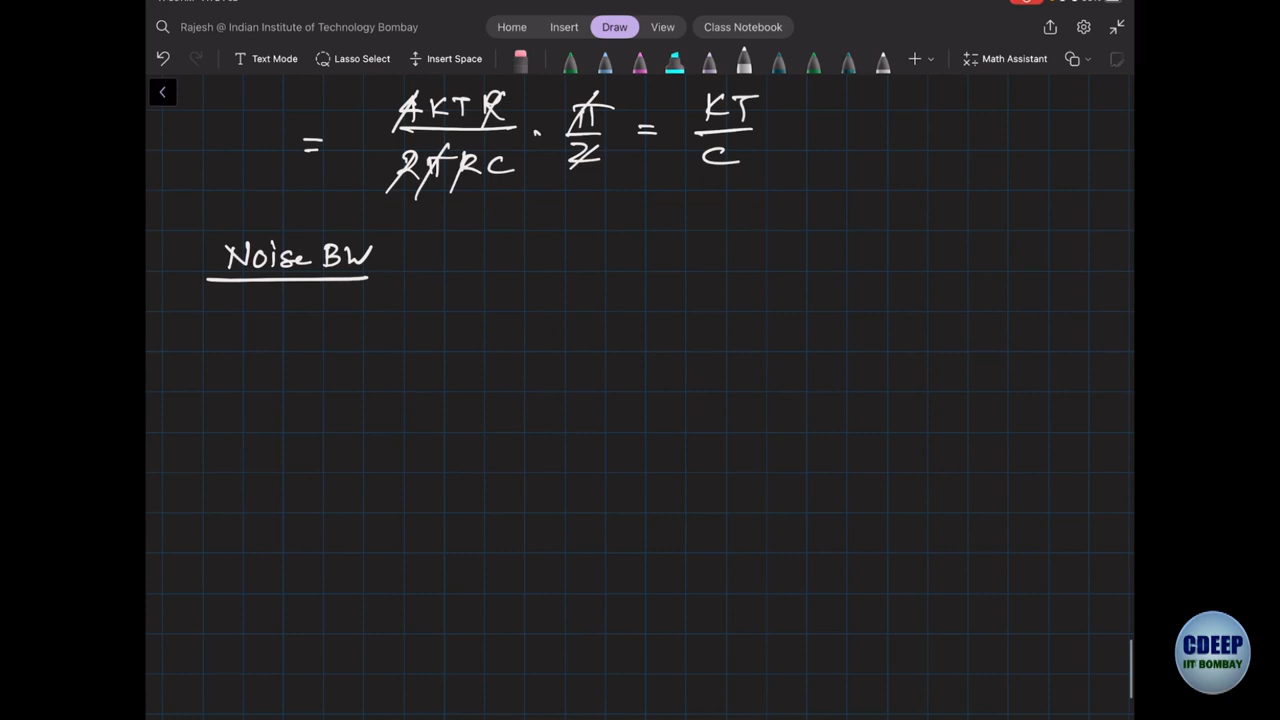 Rajesh @ Indian Institute of Technology Bombay Home Insert Draw View Class Notebook
Text Mode Lasso Select Insert Space Math Assistant
= 4KTR / 2πRC · π / 2 = KT / C
Noise BW
CDEEP
IIT BOMBAY